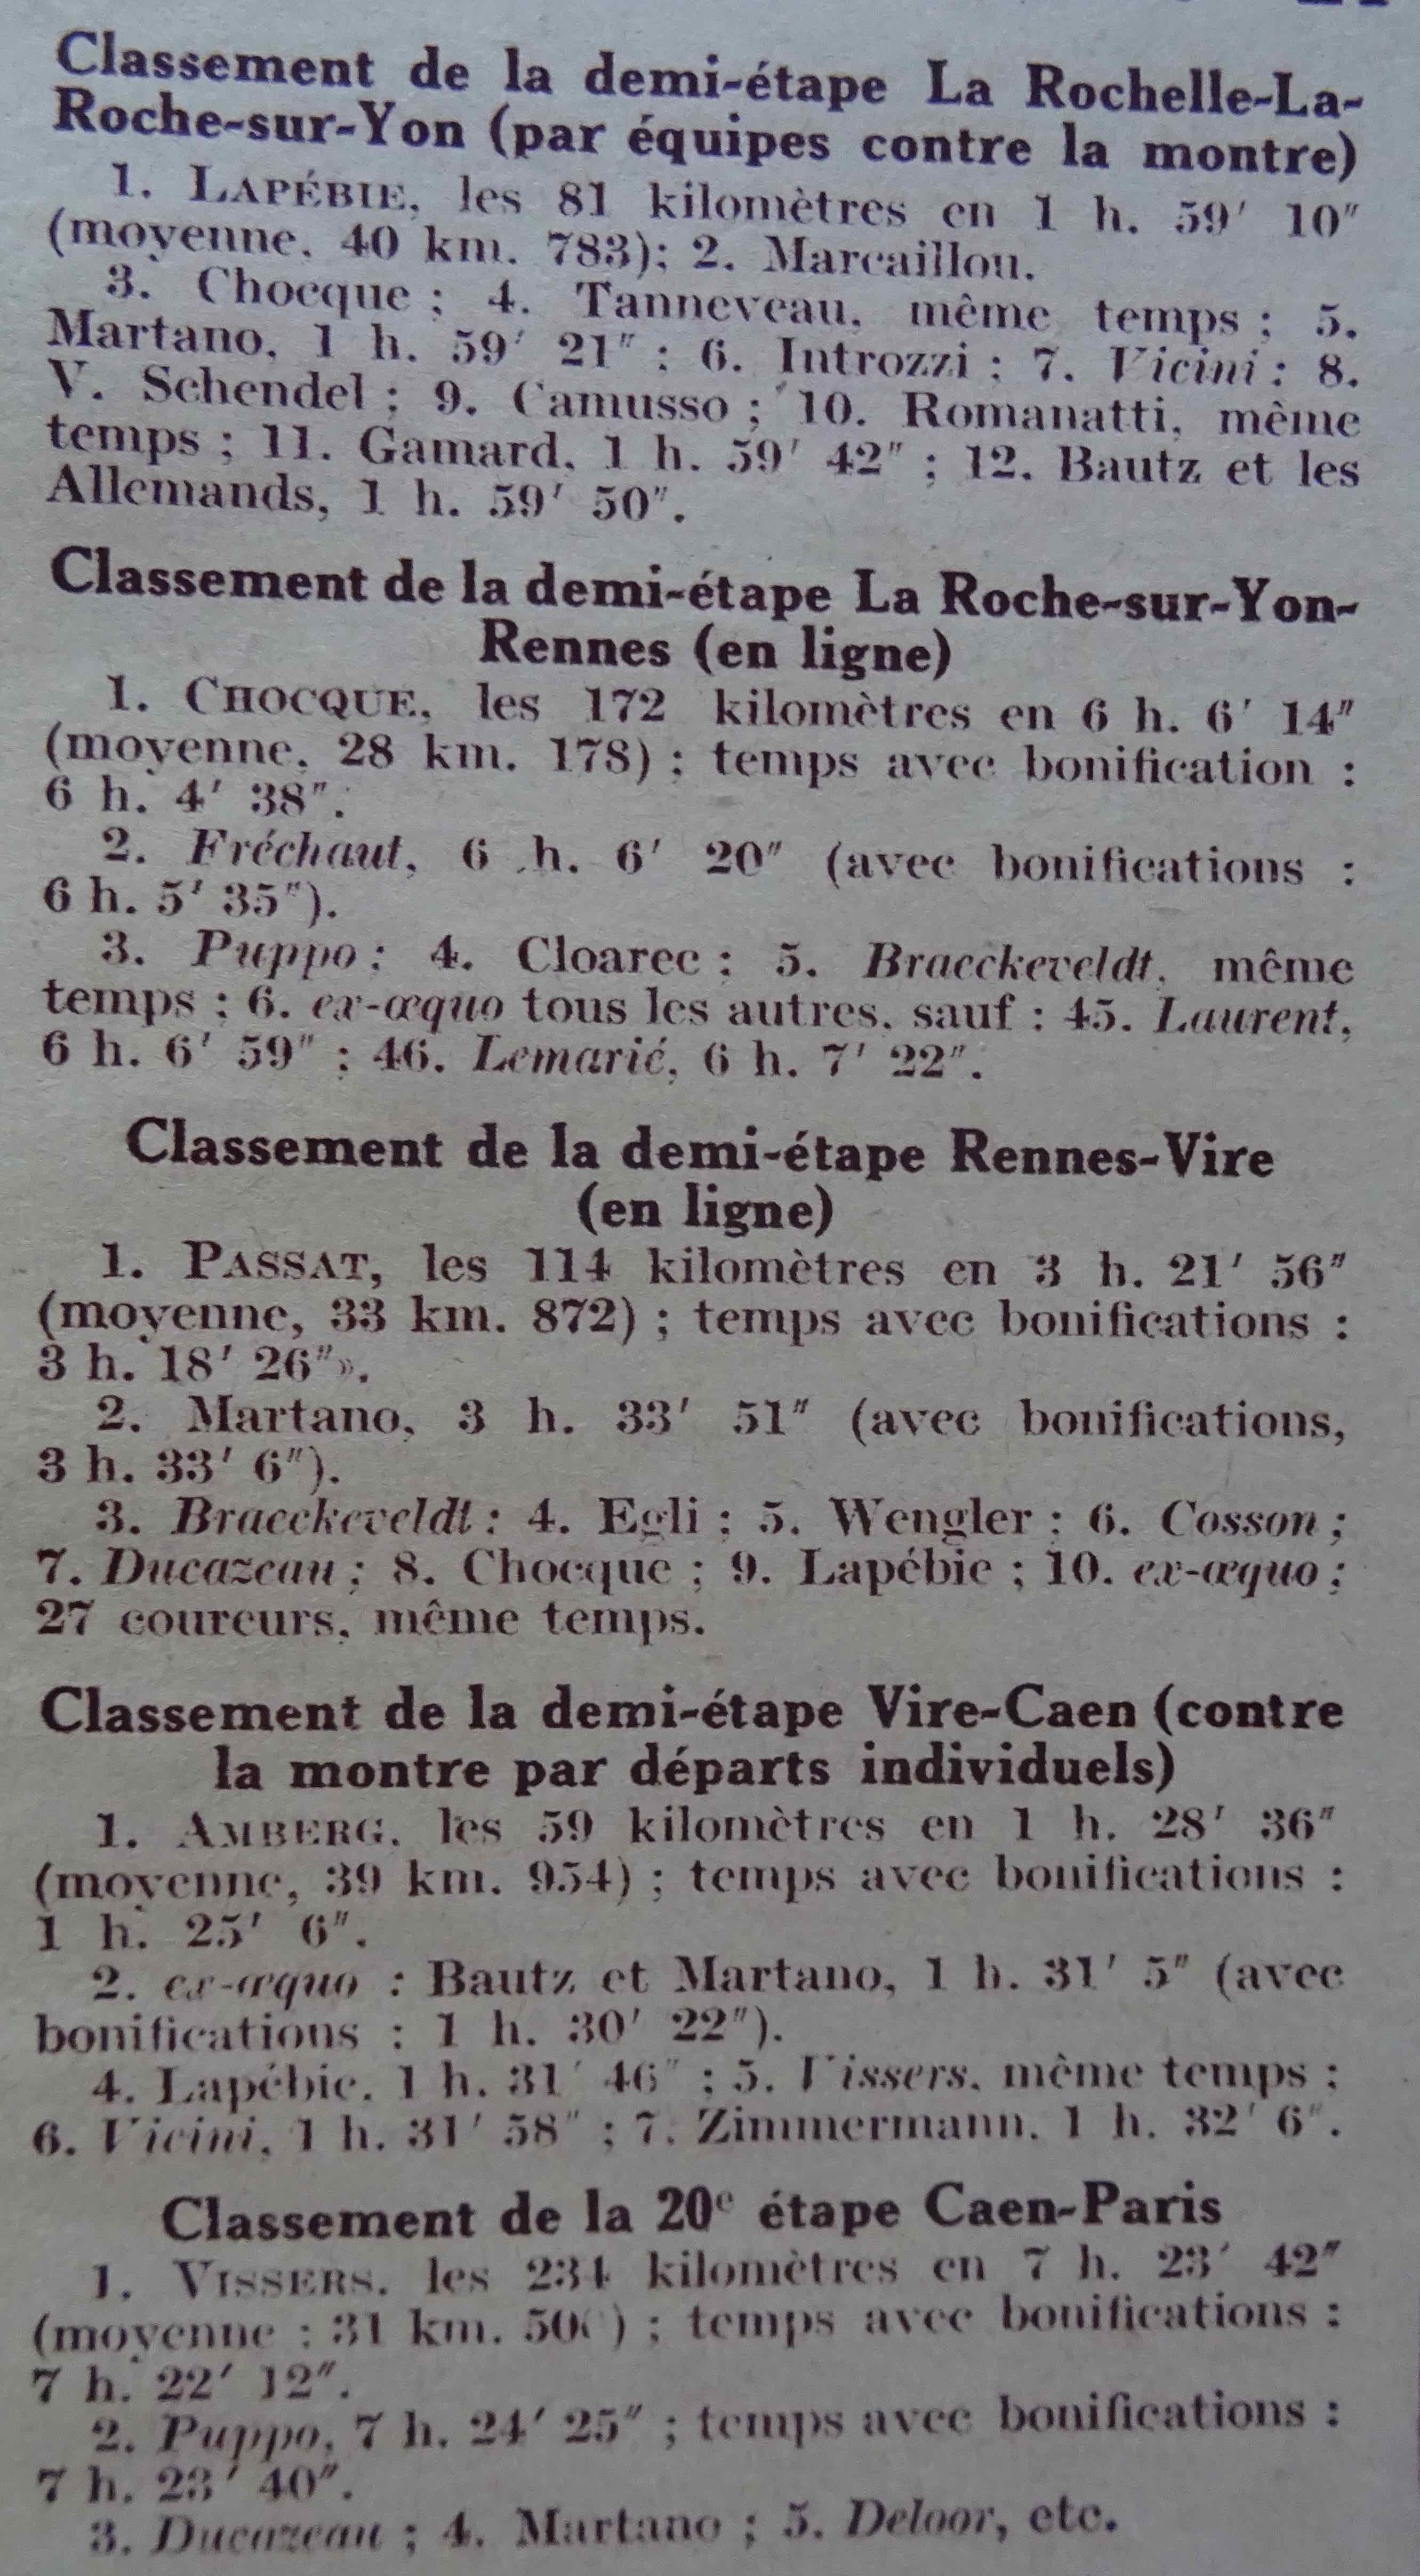 Classement de la demi-étape La Rochelle-La-
Roche-sur-Yon (par équipes contre la montre)
1. LAPÉBIE, les 81 kilomètres en 1 h. 59' 10"
(moyenne, 40 km. 783); 2. Marcaillou.
3. Chocque ; 4. Tanneveau, même temps ; 5.
Martano, 1 h. 59' 21" ; 6. Introzzi ; 7. Vicini ; 8.
V. Schendel ; 9. Camusso ; 10. Romanatti, même
temps ; 11. Gamard, 1 h. 59' 42" ; 12. Bautz et les
Allemands, 1 h. 59' 50".
Classement de la demi-étape La Roche-sur-Yon-
Rennes (en ligne)
1. CHOCQUE, les 172 kilomètres en 6 h. 6' 14"
(moyenne, 28 km. 178) ; temps avec bonification :
6 h. 4' 38".
2. Fréchaut, 6 h. 6' 20" (avec bonifications :
6 h. 5' 35").
3. Puppo ; 4. Cloarec ; 5. Braeckeveldt, même
temps ; 6. ex-œquo tous les autres, sauf : 45. Laurent,
6 h. 6' 59" ; 46. Lemarié, 6 h. 7' 22".
Classement de la demi-étape Rennes-Vire
(en ligne)
1. PASSAT, les 114 kilomètres en 3 h. 21' 56"
(moyenne, 33 km. 872) ; temps avec bonifications :
3 h. 18' 26"».
2. Martano, 3 h. 33' 51" (avec bonifications,
3 h. 33' 6").
3. Braeckeveldt ; 4. Egli ; 5. Wengler ; 6. Cosson ;
7. Ducazeau ; 8. Chocque ; 9. Lapébie ; 10. ex-œquo ;
27 coureurs, même temps.
Classement de la demi-étape Vire-Caen (contre
la montre par départs individuels)
1. AMBERG, les 59 kilomètres en 1 h. 28' 36"
(moyenne, 39 km. 954) ; temps avec bonifications :
1 h. 25' 6".
2. ex-œquo : Bautz et Martano, 1 h. 31' 5" (avec
bonifications : 1 h. 30' 22").
4. Lapébie, 1 h. 31' 46" ; 5. Vissers, même temps ;
6. Vicini, 1 h. 31' 58" ; 7. Zimmermann, 1 h. 32' 6".
Classement de la 20e étape Caen-Paris
1. VISSERS, les 234 kilomètres en 7 h. 23' 42"
(moyenne : 31 km. ) ; temps avec bonifications :
7 h. 22' 12".
2. Puppo, 7 h. 24' 25" ; temps avec bonifications :
7 h. 23' 40".
3. Ducazeau ; 4. Martano ; 5. Deloor, etc.